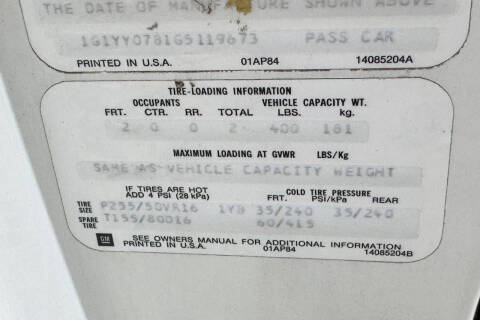 THE DATE OF MANUFACTURE SHOWN ABOVE
1G1YY0781G5119673 PASS CAR
PRINTED IN U.S.A. 01AP84 14085204A
TIRE-LOADING INFORMATION
OCCUPANTS VEHICLE CAPACITY WT.
FRT. CTR. RR. TOTAL LBS. kg.
2 0 0 2 400 181
MAXIMUM LOADING AT GVWR LBS/Kg
SAME AS VEHICLE CAPACITY WEIGHT
IF TIRES ARE HOT COLD TIRE PRESSURE
ADD 4 PSI (28 kPa) FRT. PSI/kPa REAR
TIRE SIZE P255/50VR16 1YB 35/240 35/240
SPARE TIRE T155/80D16 60/415
GM SEE OWNERS MANUAL FOR ADDITIONAL INFORMATION
PRINTED IN U.S.A. 01AP84 14085204B